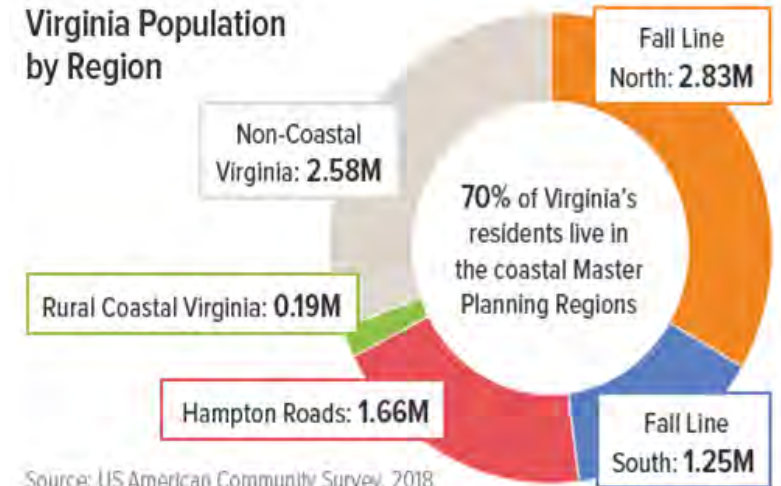 Virginia Population
by Region
Fall Line
North: 2.83M
Non-Coastal
Virginia: 2.58M
70% of Virginia's
residents live in
the coastal Master
Planning Regions
Rural Coastal Virginia: 0.19M
Hampton Roads: 1.66M
Fall Line
South: 1.25M
Source: US American Community Survey, 2018